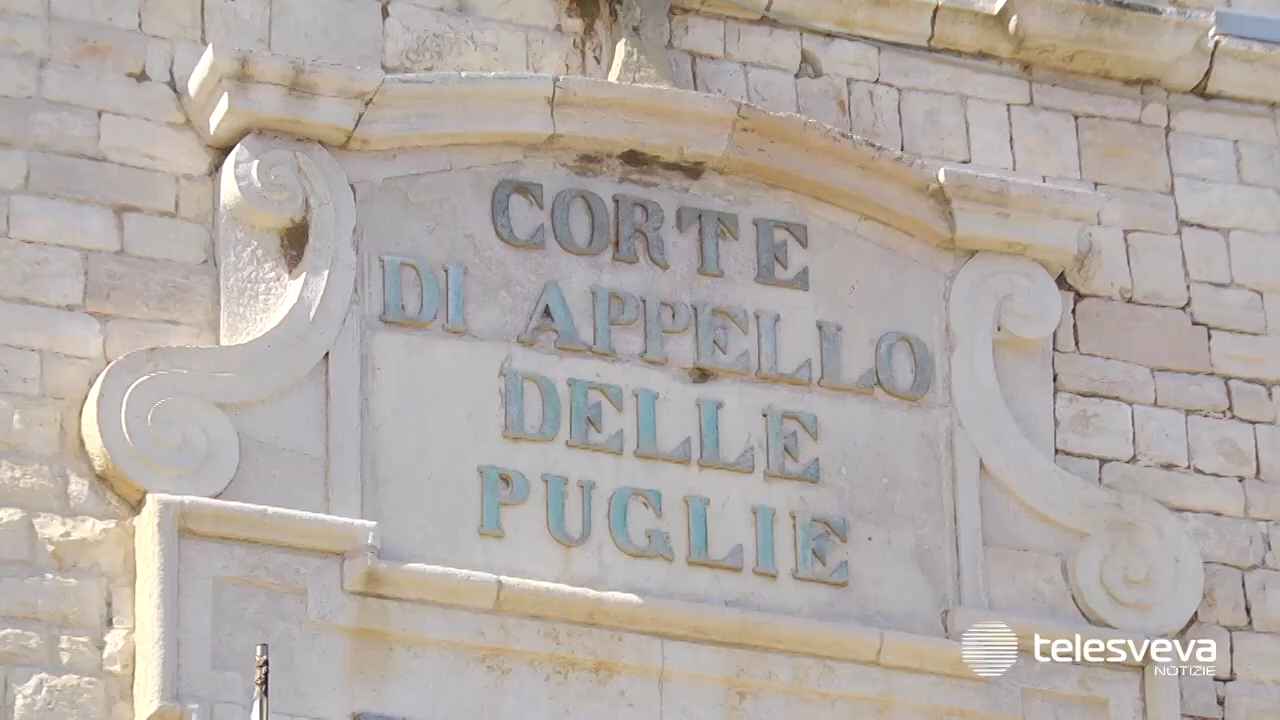 CORTE
DI APPELLO
DELLE
PUGLIE
telesveva
NOTIZIE